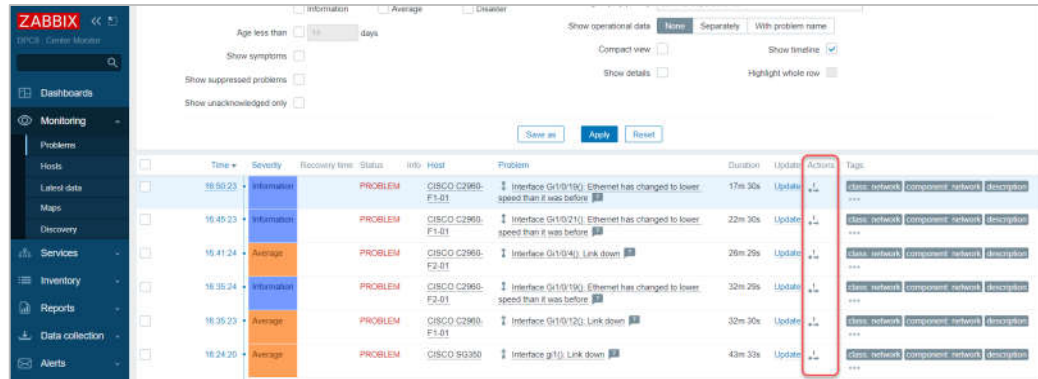 ZABBIX
Information Average Disaster
Show operational data None Separately With problem name
Age less than 14 days
Compact view Show timeline
Show symptoms
Show details Highlight whole row
Show suppressed problems
Show unacknowledged only
Save as Apply Reset
Dashboards
Monitoring
Problems
Hosts
Latest data
Maps
Discovery
Services
Inventory
Reports
Data collection
Alerts
Time Severity Recovery time Status Info Host Problem Duration Update Actions Tags
16:50:23 Information PROBLEM CISCO C2960-F1-01 Interface Gi1/0/19(): Ethernet has changed to lower
speed than it was before 17m 30s Update class: network component: network description
16:45:23 Information PROBLEM CISCO C2960-F1-01 Interface Gi1/0/21(): Ethernet has changed to lower
speed than it was before 22m 30s Update class: network component: network description
16:41:24 Average PROBLEM CISCO C2960-F2-01 Interface Gi1/0/4(): Link down 26m 29s Update class: network component: network description
16:35:24 Information PROBLEM CISCO C2960-F2-01 Interface Gi1/0/19(): Ethernet has changed to lower
speed than it was before 32m 29s Update class: network component: network description
16:35:23 Average PROBLEM CISCO C2960-F1-01 Interface Gi1/0/12(): Link down 32m 30s Update class: network component: network description
16:24:20 Average PROBLEM CISCO SG350 Interface gi1(): Link down 43m 33s Update class: network component: network description